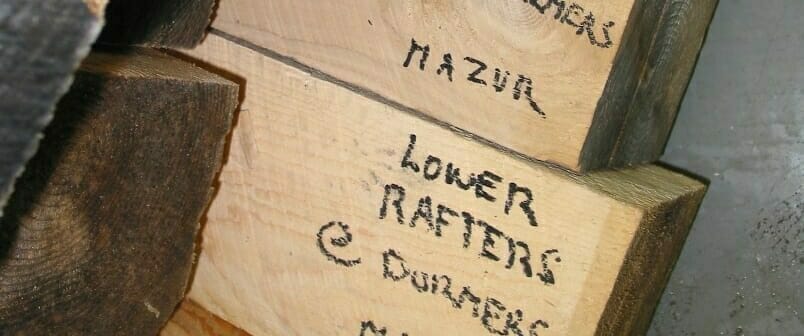 MAZUR
LOWER
RAFTERS
@ DORMERS